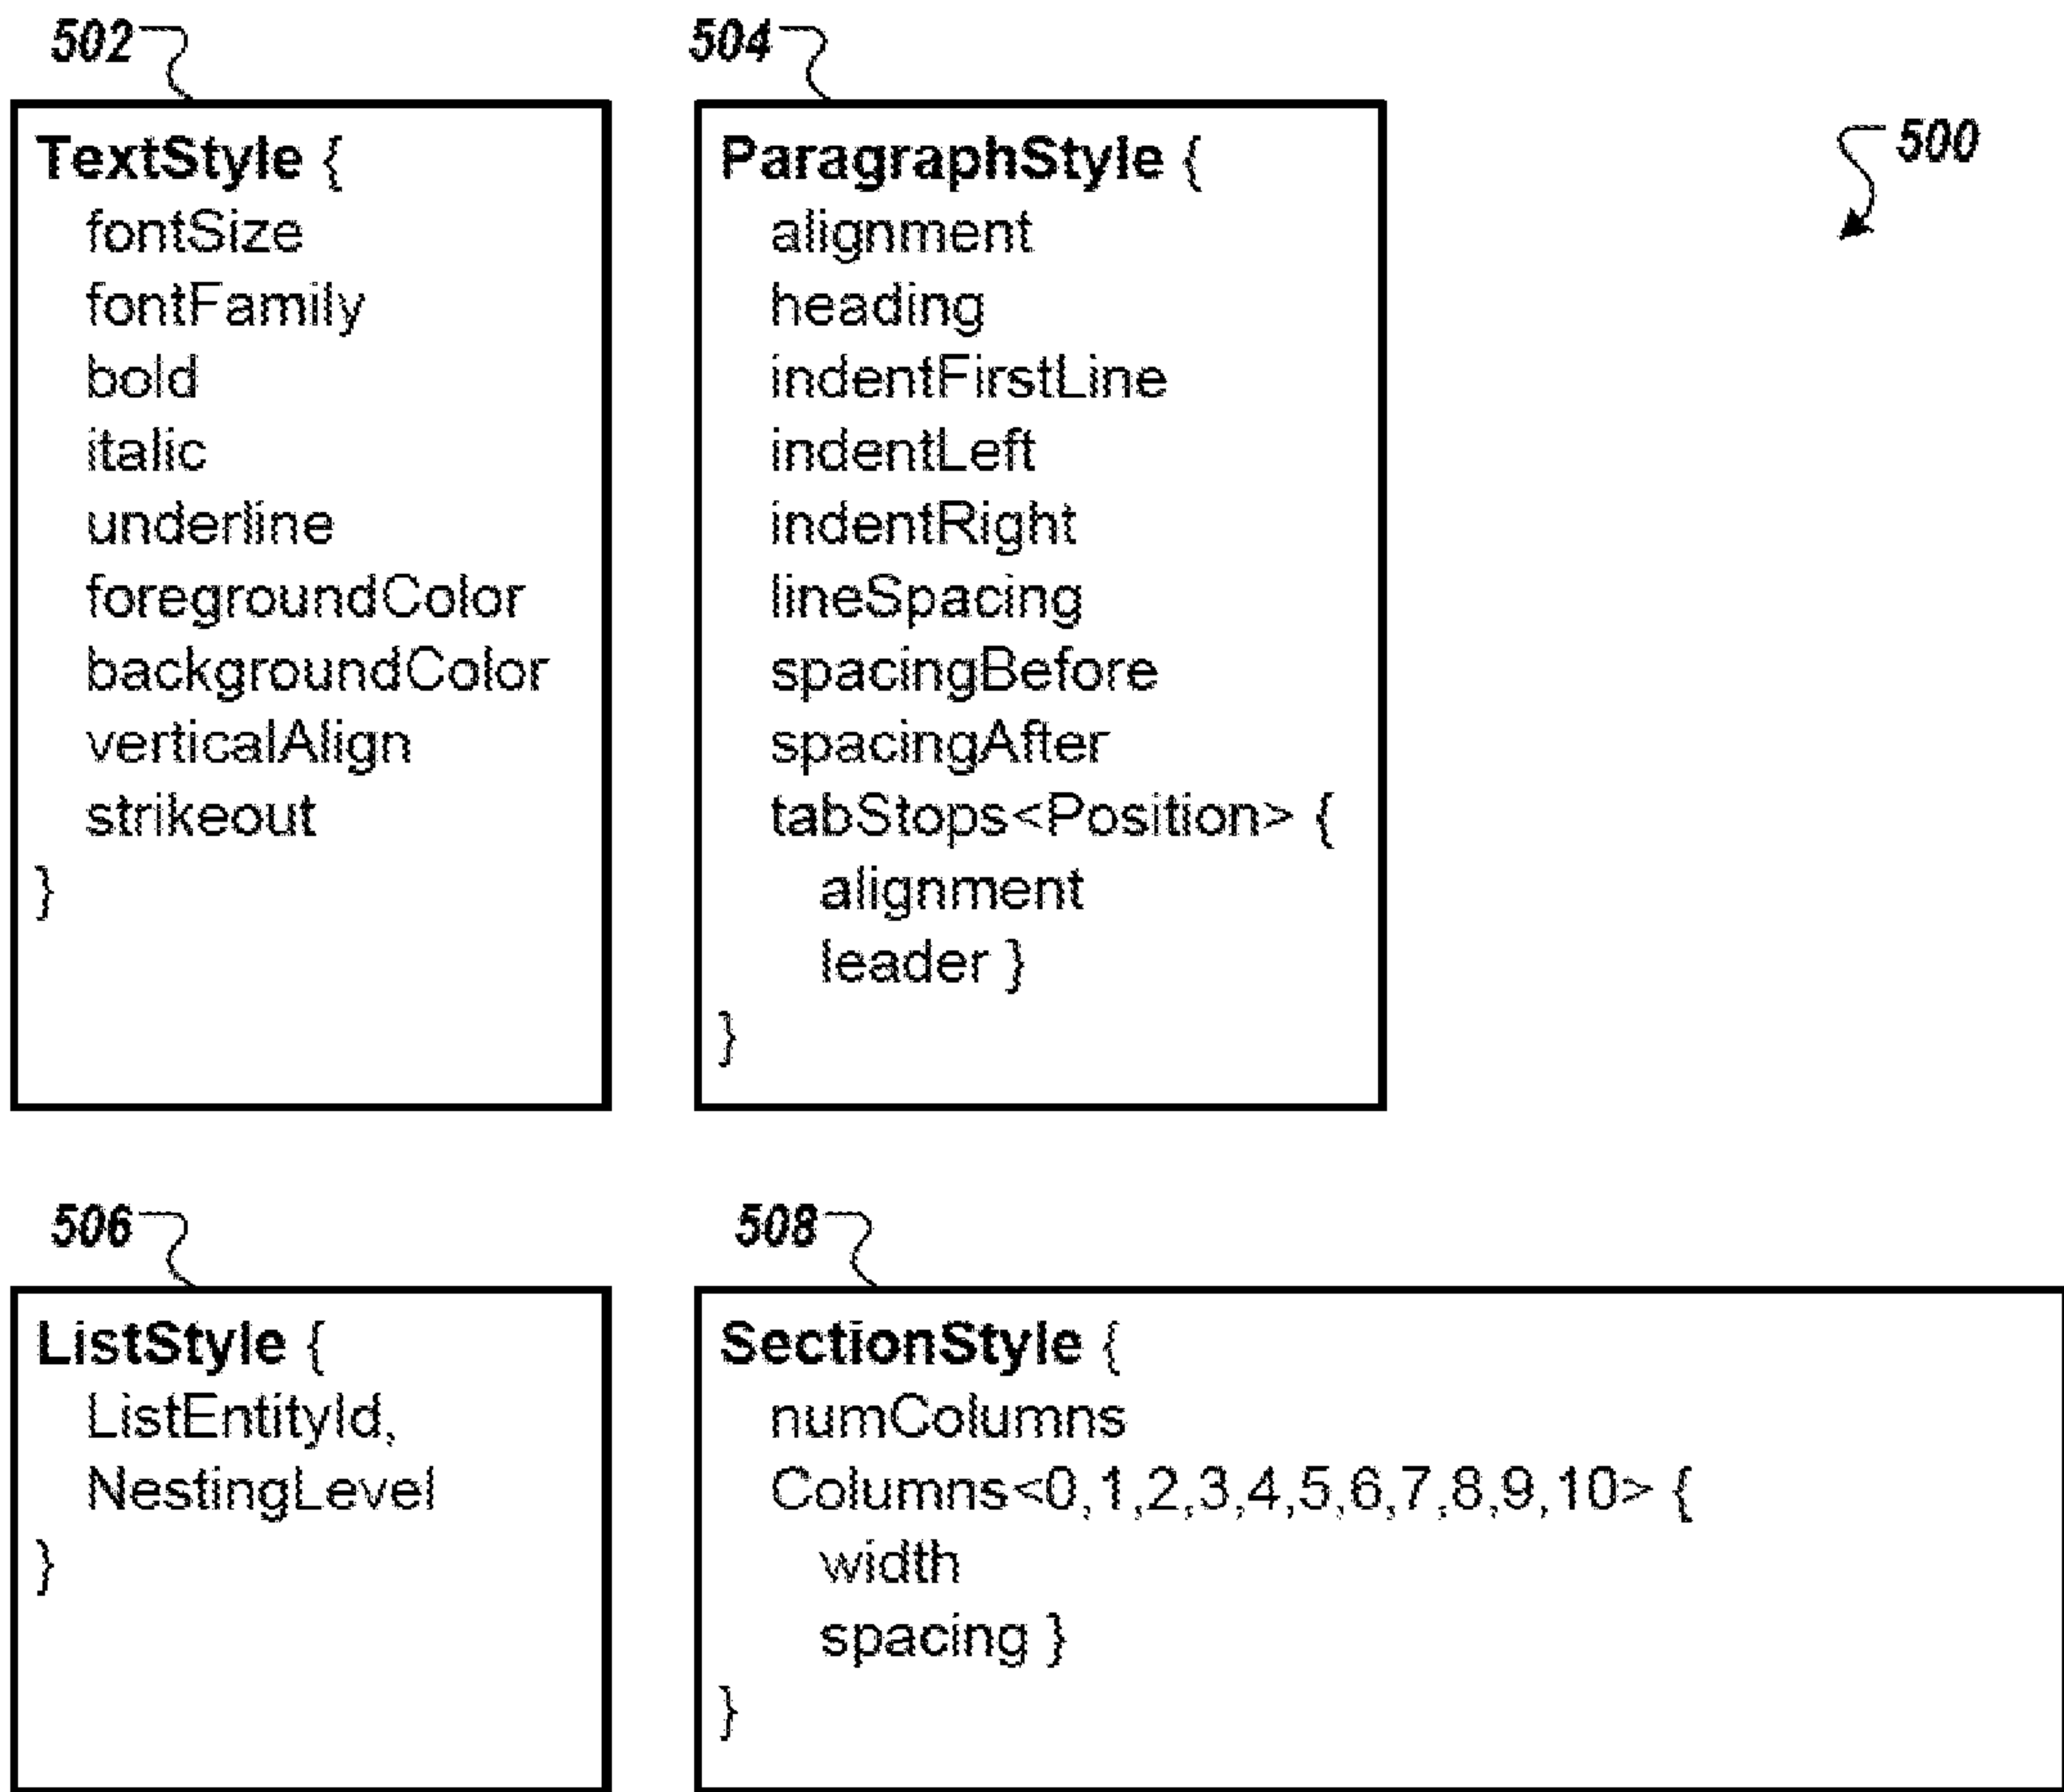 502
TextStyle {
fontSize
fontFamily
bold
italic
underline
foregroundColor
backgroundColor
verticalAlign
strikeout
}
504
ParagraphStyle {
alignment
heading
indentFirstLine
indentLeft
indentRight
lineSpacing
spacingBefore
spacingAfter
tabStops<Position> {
alignment
leader }
}
500
506
ListStyle {
ListEntityId,
NestingLevel
}
508
SectionStyle {
numColumns
Columns<0,1,2,3,4,5,6,7,8,9,10> {
width
spacing }
}